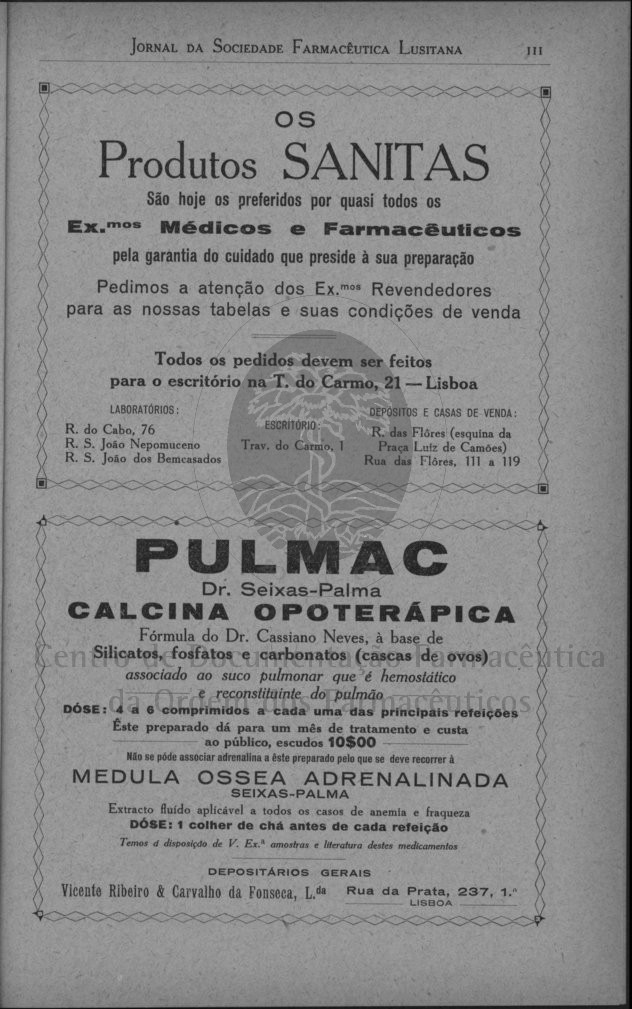 Jornal da Sociedade Farmacêutica Lusitana III
OS
Produtos SANITAS
São hoje os preferidos por quasi todos os
Ex.mos Médicos e Farmacêuticos
pela garantia do cuidado que preside à sua preparação
Pedimos a atenção dos Ex.mos Revendedores
para as nossas tabelas e suas condições de venda
Todos os pedidos devem ser feitos
para o escritório na T. do Carmo, 21 — Lisboa
LABORATÓRIOS:
R. do Cabo, 76
R. S. João Nepomuceno
R. S. João dos Bemcasados
ESCRITÓRIO:
Trav. do Carmo, 1
DEPÓSITOS E CASAS DE VENDA:
R. das Flôres (esquina da
Praça Luiz de Camões)
Rua das Flôres, 111 a 119
PULMAC
Dr. Seixas-Palma
CALCINA OPOTERÁPICA
Fórmula do Dr. Cassiano Neves, à base de
Silicatos, fosfatos e carbonatos (cascas de ovos)
Centro de Documentação Farmacêutica
associado ao suco pulmonar que é hemostático
e reconstituinte do pulmão
da Ordem dos Farmacêuticos
DÓSE: 4 a 6 comprimidos a cada uma das principais refeições
Êste preparado dá para um mês de tratamento e custa
ao público, escudos 10$00
Não se póde associar adrenalina a êste preparado pelo que se deve recorrer à
MEDULA OSSEA ADRENALINADA
SEIXAS-PALMA
Extracto fluído aplicável a todos os casos de anemia e fraqueza
DÓSE: 1 colher de chá antes de cada refeição
Temos á disposição de V. Ex.ª amostras e literatura destes medicamentos
DEPOSITÁRIOS GERAIS
Vicente Ribeiro & Carvalho da Fonseca, L.da Rua da Prata, 237, 1.º
LISBOA